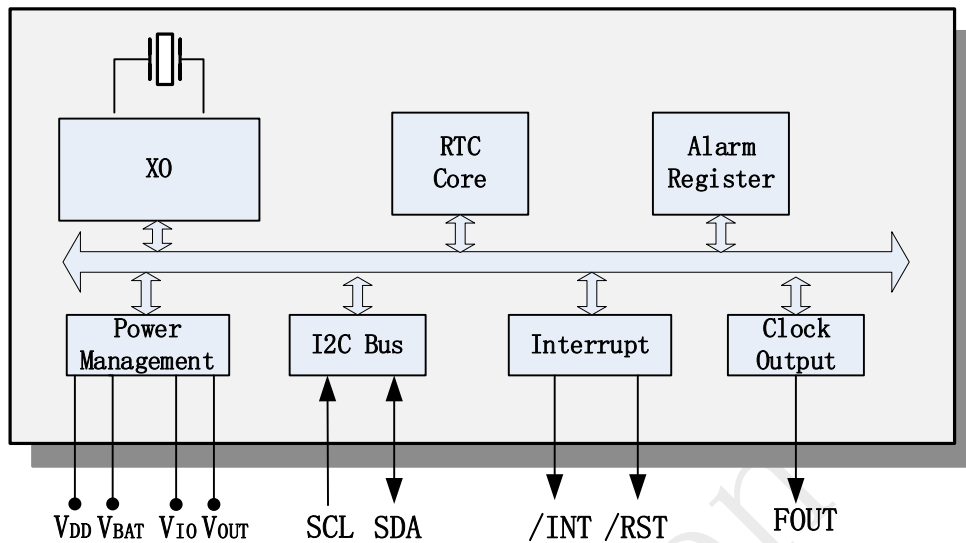 XO
RTC
Core
Alarm
Register
Power
Management
I2C Bus
Interrupt
Clock
Output
VDD VBAT VIO VOUT SCL SDA /INT /RST FOUT